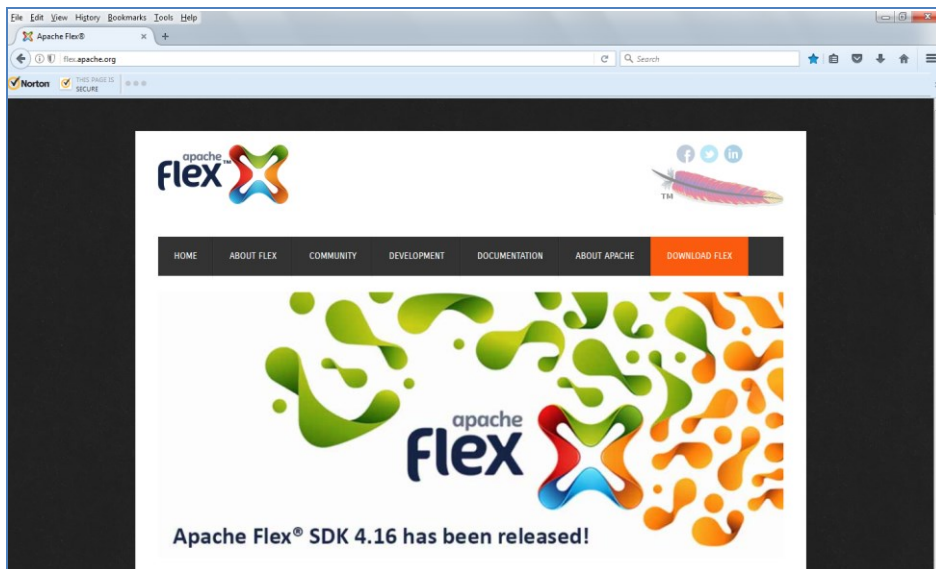 File Edit View History Bookmarks Tools Help
Apache Flex®
flex.apache.org
Search
Norton
THIS PAGE IS
SECURE
apache
flex™
TM
HOME ABOUT FLEX COMMUNITY DEVELOPMENT DOCUMENTATION ABOUT APACHE DOWNLOAD FLEX
apache
flex
Apache Flex® SDK 4.16 has been released!